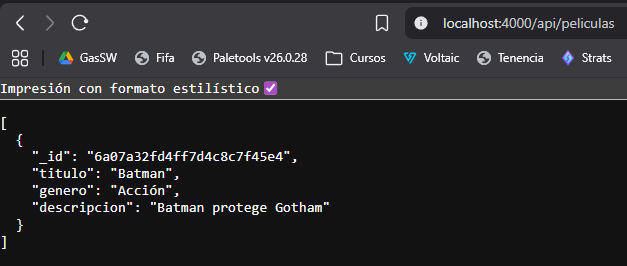 localhost:4000/api/peliculas
GasSW Fifa Paletools v26.0.28 Cursos Voltaic Tenencia Strats
Impresión con formato estilístico
[
  {
    "_id": "6a07a32fd4ff7d4c8c7f45e4",
    "titulo": "Batman",
    "genero": "Acción",
    "descripcion": "Batman protege Gotham"
  }
]